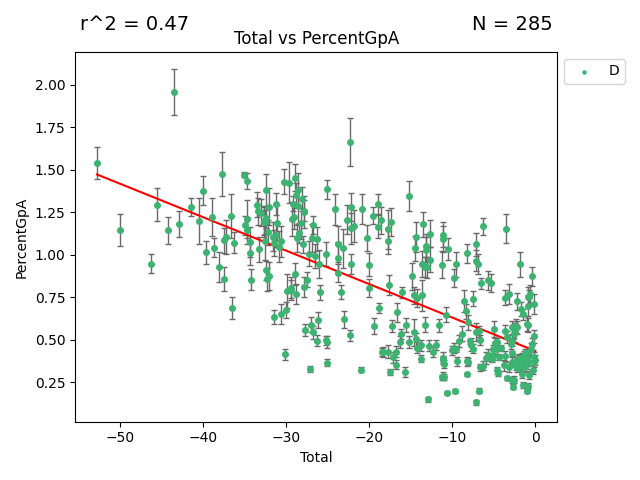 r^2 = 0.47 N = 285
Total vs PercentGpA
D
PercentGpA
2.00
1.75
1.50
1.25
1.00
0.75
0.50
0.25
−50 −40 −30 −20 −10 0
Total